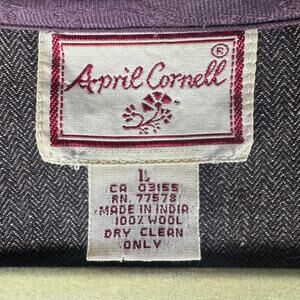 ®
April Cornell
L
CA 03155
RN. 77578
MADE IN INDIA
100% WOOL
DRY CLEAN
ONLY